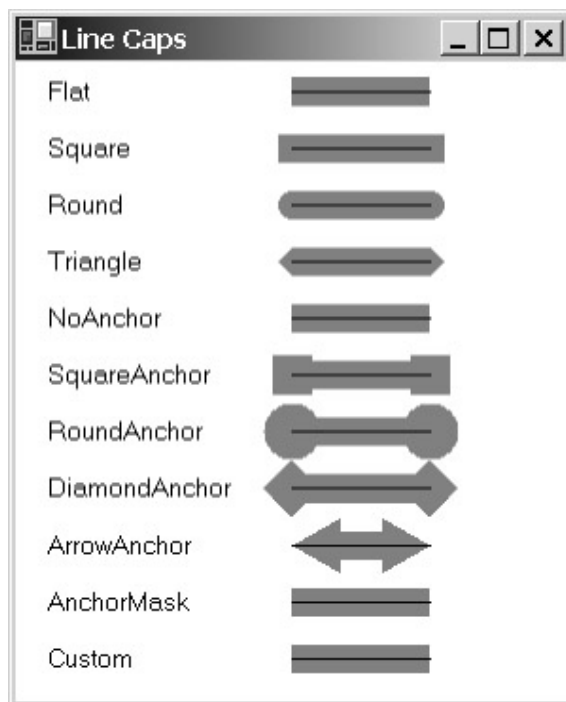 Line Caps
Flat
Square
Round
Triangle
NoAnchor
SquareAnchor
RoundAnchor
DiamondAnchor
ArrowAnchor
AnchorMask
Custom